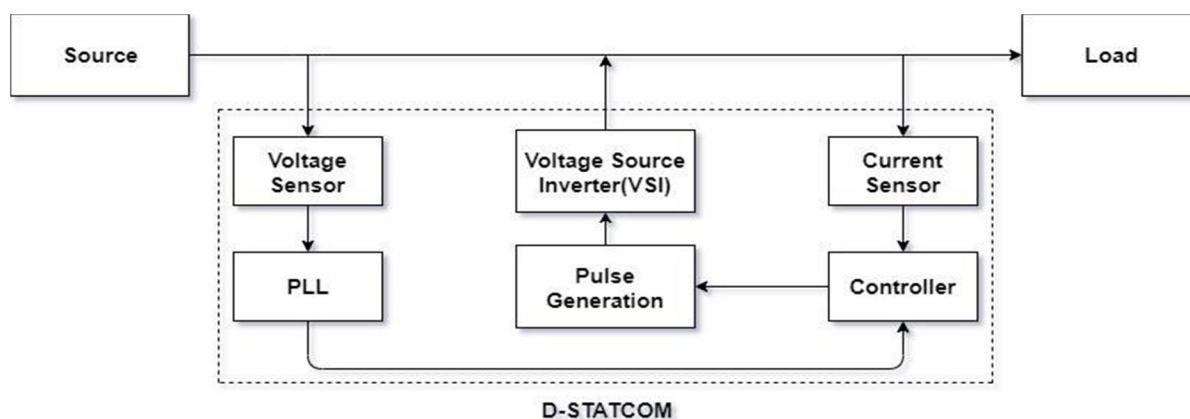 Source
Load
Voltage
Sensor
Voltage Source
Inverter(VSI)
Current
Sensor
PLL
Pulse
Generation
Controller
D-STATCOM